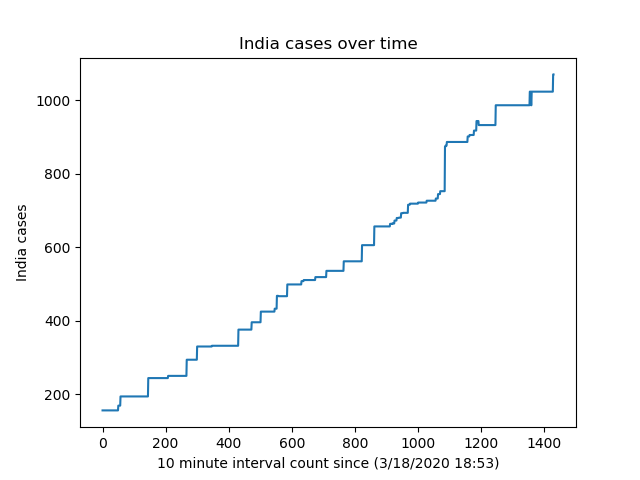 India cases over time
India cases
1000
800
600
400
200
0 200 400 600 800 1000 1200 1400
10 minute interval count since (3/18/2020 18:53)